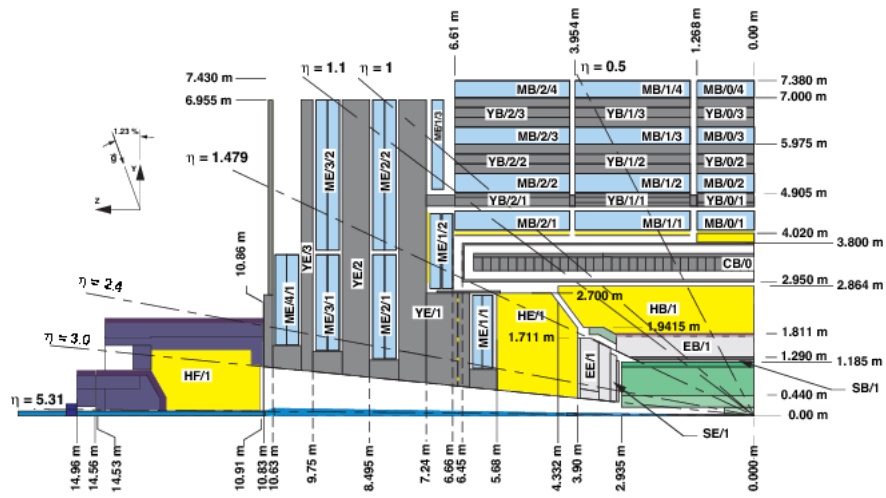 6.61 m
3.954 m
1.268 m
0.00 m
η = 1.1
η = 1
η = 0.5
7.430 m
6.955 m
MB/2/4
MB/1/4
MB/0/4
7.380 m
7.000 m
YB/2/3
YB/1/3
YB/0/3
MB/2/3
MB/1/3
MB/0/3
5.975 m
YB/2/2
YB/1/2
YB/0/2
MB/2/2
MB/1/2
MB/0/2
4.905 m
YB/2/1
YB/1/1
YB/0/1
MB/2/1
MB/1/1
MB/0/1
4.020 m
3.800 m
CB/0
2.950 m
2.864 m
1.23 %
g
Y
Z
η = 1.479
η = 2.4
η = 3.0
η = 5.31
10.86 m
ME/3/2
ME/2/2
ME/1/3
ME/1/2
YE/3
YE/2
YE/1
ME/4/1
ME/3/1
ME/2/1
ME/1/1
HE/1
2.700 m
HB/1
1.711 m
1.9415 m
1.811 m
EB/1
EE/1
1.290 m
1.185 m
SB/1
0.440 m
0.00 m
SE/1
HF/1
14.96 m
14.56 m
14.53 m
10.91 m
10.83 m
10.63 m
9.75 m
8.495 m
7.24 m
6.66 m
6.45 m
5.68 m
4.332 m
3.90 m
2.935 m
0.000 m